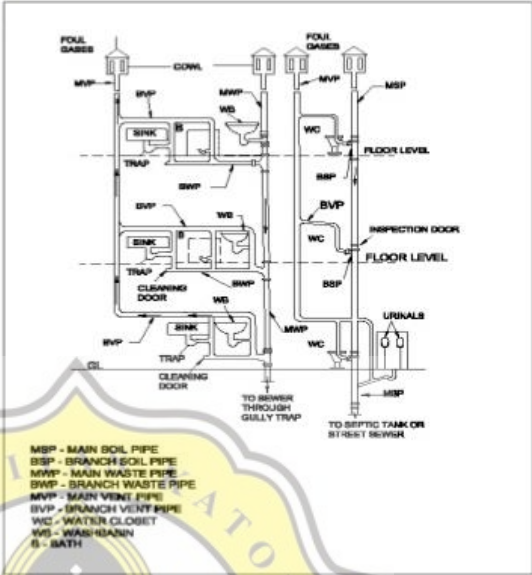 FOUL GASES
FOUL GASES
COWL
MVP
BVP
MWP
MVP
MSP
WB
SINK
B
WC
FLOOR LEVEL
TRAP
BWP
BSP
BVP
BVP
WB
INSPECTION DOOR
SINK
B
WC
FLOOR LEVEL
TRAP
BWP
BSP
CLEANING DOOR
WB
URINALS
BVP
SINK
MWP
WC
TRAP
GL
CLEANING DOOR
MSP
TO SEWER
THROUGH
GULLY TRAP
TO SEPTIC TANK OR
STREET SEWER
MSP - MAIN SOIL PIPE
BSP - BRANCH SOIL PIPE
MWP - MAIN WASTE PIPE
BWP - BRANCH WASTE PIPE
MVP - MAIN VENT PIPE
BVP - BRANCH VENT PIPE
WC - WATER CLOSET
WB - WASHBASIN
B - BATH